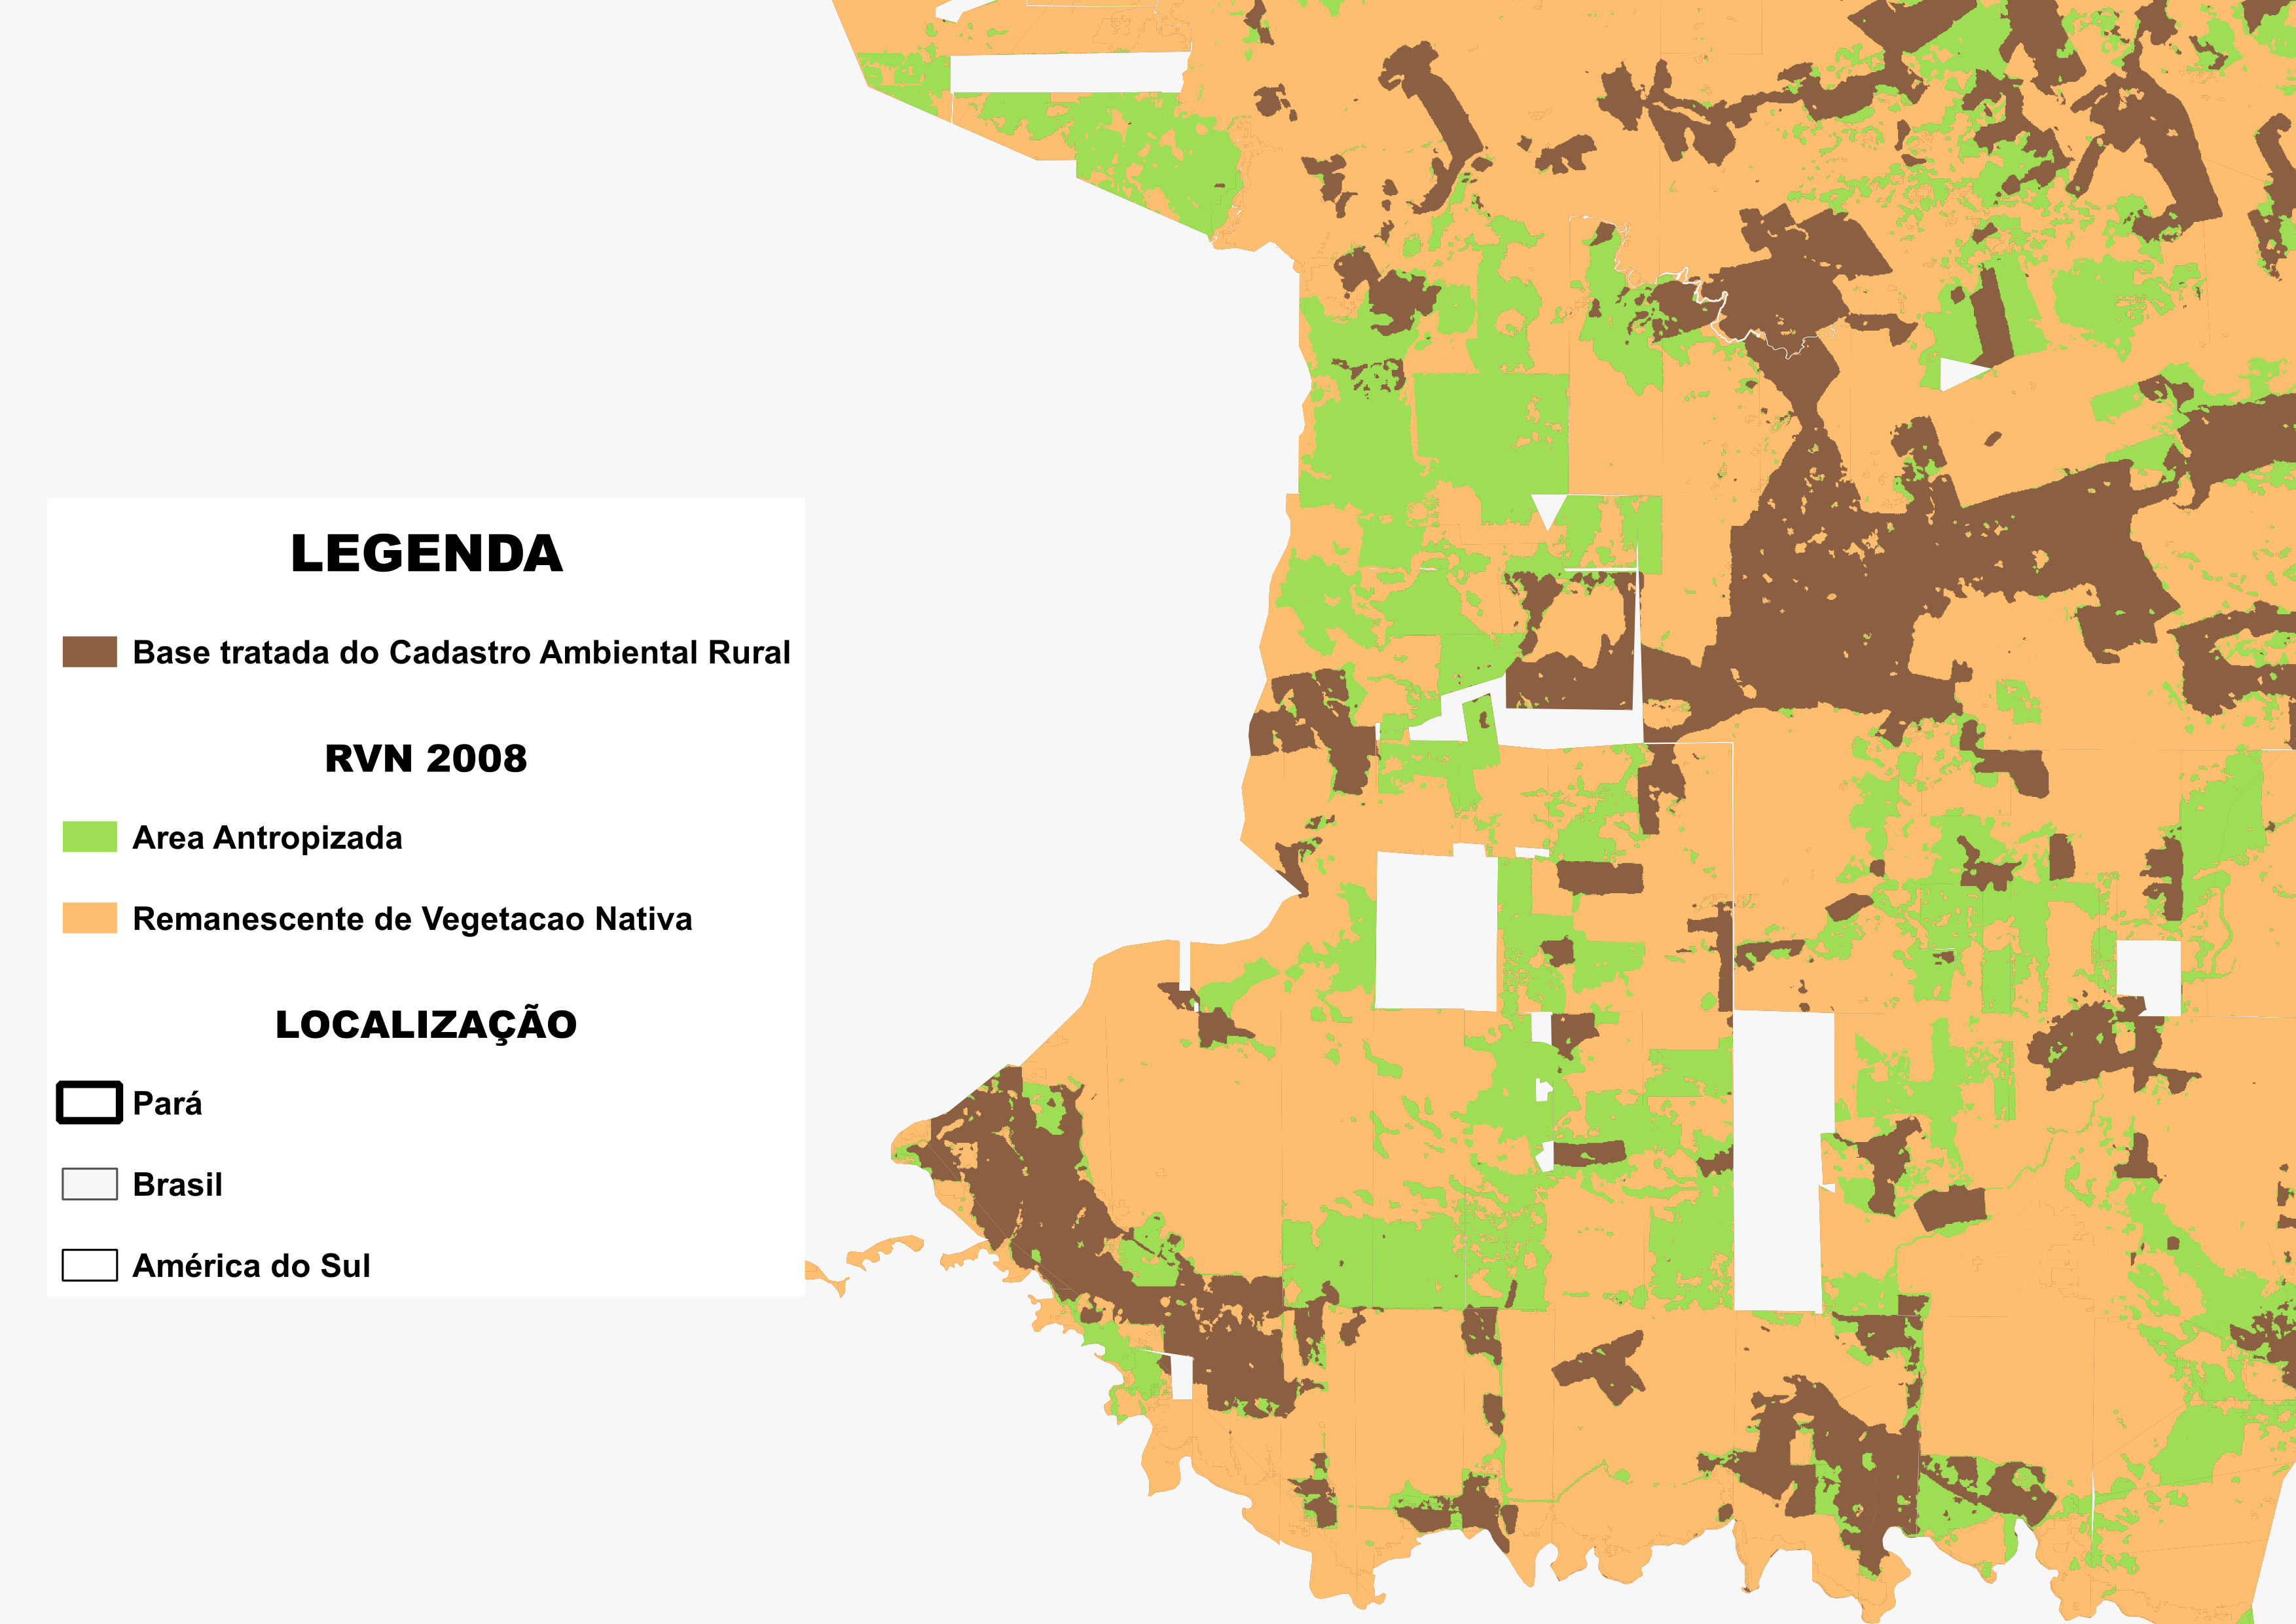 LEGENDA
Base tratada do Cadastro Ambiental Rural
RVN 2008
Area Antropizada
Remanescente de Vegetacao Nativa
LOCALIZAÇÃO
Pará
Brasil
América do Sul